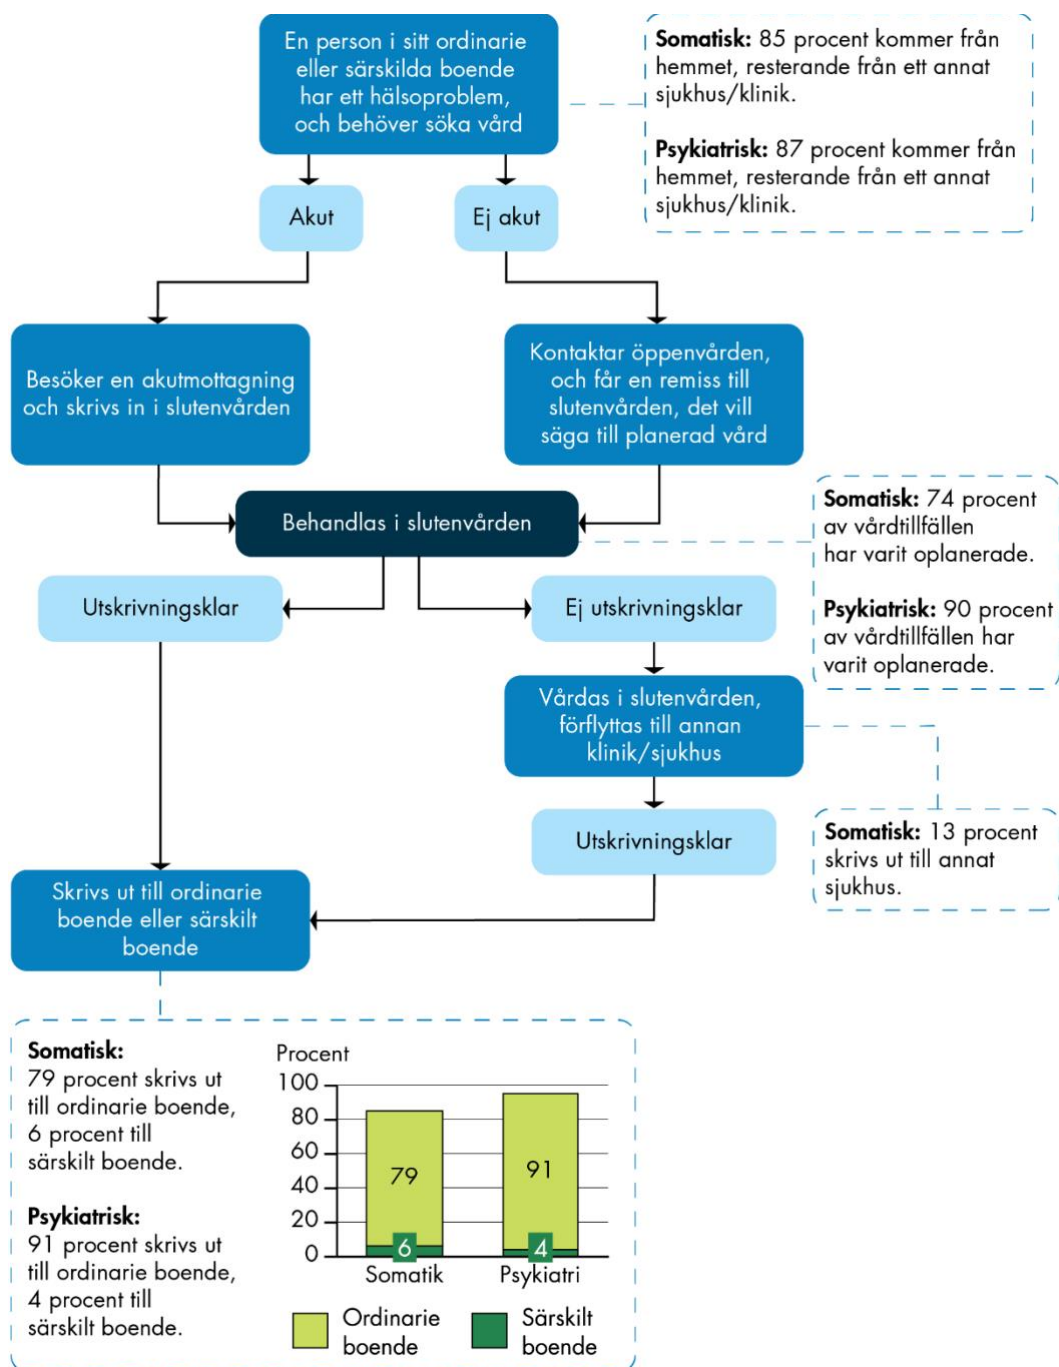 En person i sitt ordinarie
eller särskilda boende
har ett hälsoproblem,
och behöver söka vård
Somatisk: 85 procent kommer från
hemmet, resterande från ett annat
sjukhus/klinik.
Psykiatrisk: 87 procent kommer från
hemmet, resterande från ett annat
sjukhus/klinik.
Akut
Ej akut
Besöker en akutmottagning
och skrivs in i slutenvården
Kontaktar öppenvården,
och får en remiss till
slutenvården, det vill
säga till planerad vård
Behandlas i slutenvården
Somatisk: 74 procent
av vårdtillfällen
har varit oplanerade.
Psykiatrisk: 90 procent
av vårdtillfällen har
varit oplanerade.
Utskrivningsklar
Ej utskrivningsklar
Vårdas i slutenvården,
förflyttas till annan
klinik/sjukhus
Utskrivningsklar
Somatisk: 13 procent
skrivs ut till annat
sjukhus.
Skrivs ut till ordinarie
boende eller särskilt
boende
Somatisk:
79 procent skrivs ut
till ordinarie boende,
6 procent till
särskilt boende.
Psykiatrisk:
91 procent skrivs ut
till ordinarie boende,
4 procent till
särskilt boende.
Procent
100
80
60
40
20
0
79
6
91
4
Somatik
Psykiatri
Ordinarie
boende
Särskilt
boende